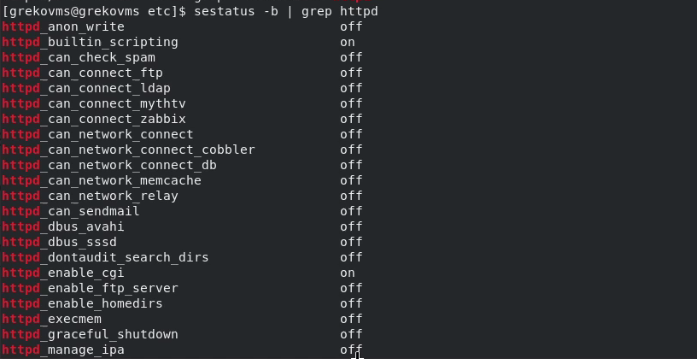 [grekovms@grekovms etc]$ sestatus -b | grep httpd
httpd_anon_write off
httpd_builtin_scripting on
httpd_can_check_spam off
httpd_can_connect_ftp off
httpd_can_connect_ldap off
httpd_can_connect_mythtv off
httpd_can_connect_zabbix off
httpd_can_network_connect off
httpd_can_network_connect_cobbler off
httpd_can_network_connect_db off
httpd_can_network_memcache off
httpd_can_network_relay off
httpd_can_sendmail off
httpd_dbus_avahi off
httpd_dbus_sssd off
httpd_dontaudit_search_dirs off
httpd_enable_cgi on
httpd_enable_ftp_server off
httpd_enable_homedirs off
httpd_execmem off
httpd_graceful_shutdown off
httpd_manage_ipa off